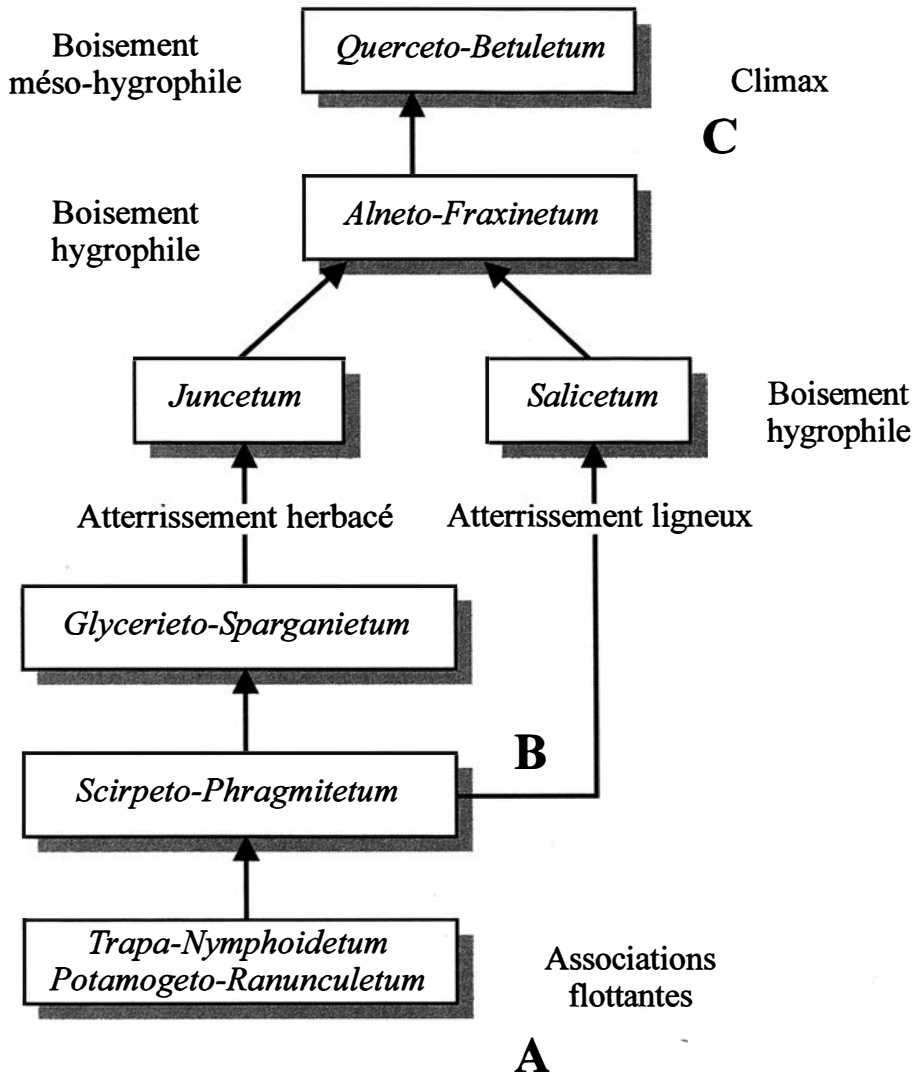 Boisement
méso-hygrophile
Querceto-Betuletum
Climax
C
Boisement
hygrophile
Alneto-Fraxinetum
Juncetum
Salicetum
Boisement
hygrophile
Atterrissement herbacé
Atterrissement ligneux
Glycerieto-Sparganietum
B
Scirpeto-Phragmitetum
Trapa-Nymphoidetum
Potamogeto-Ranunculetum
Associations
flottantes
A